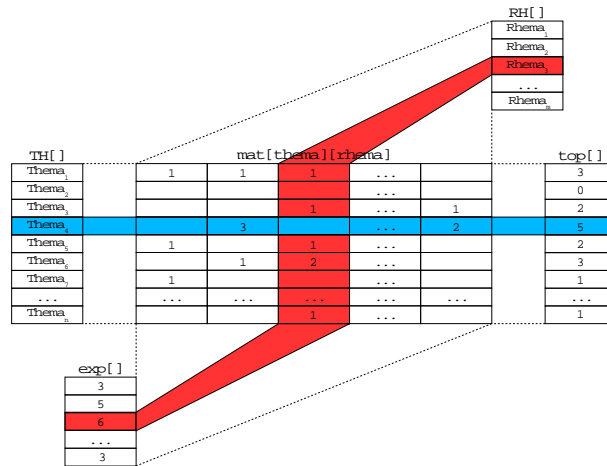 RH[]
Rhema₁
Rhema₂
Rhema₃
...
Rhemaₘ
TH[] mat[thema][rhema] top[]
Thema₁ 1 1 1 ... 3
Thema₂ ... 0
Thema₃ 1 ... 1 2
Thema₄ 3 ... 2 5
Thema₅ 1 1 ... 2
Thema₆ 1 2 ... 3
Thema₇ 1 ... 1
... ... ... ... ... ... ...
Themaₙ 1 ... 1
exp[]
3
5
6
...
3